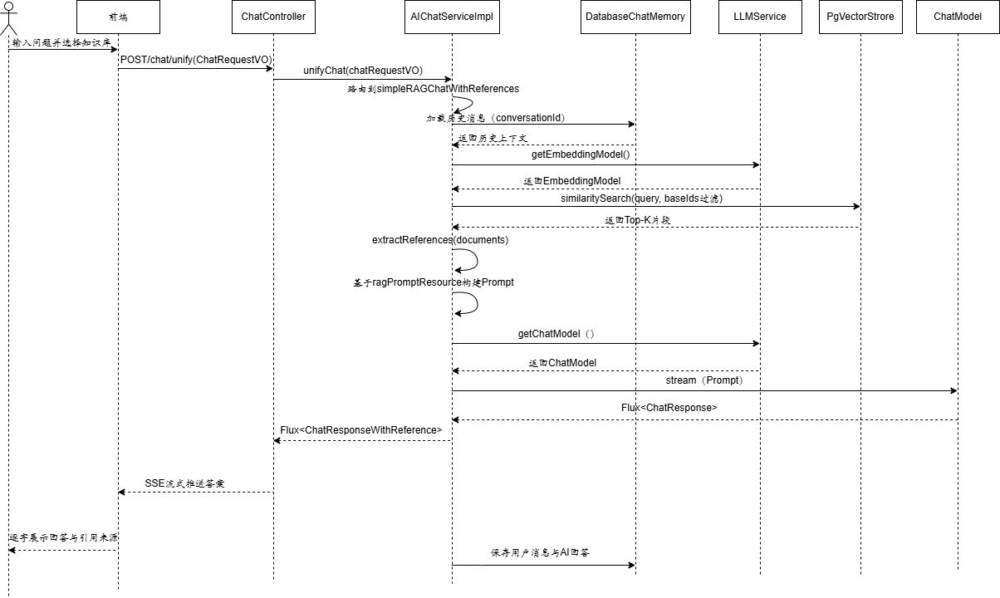 前端
ChatController
AIChatServiceImpl
DatabaseChatMemory
LLMService
PgVectorStrore
ChatModel
输入问题并选择知识库
POST/chat/unify(ChatRequestVO)
unifyChat(chatRequestVO)
路由到simpleRAGChatWithReferences
加载历史消息（conversationId）
返回历史上下文
getEmbeddingModel()
返回EmbeddingModel
similaritySearch(query, baseIds过滤)
返回Top-K片段
extractReferences(documents)
基于ragPromptResource构建Prompt
getChatModel（）
返回ChatModel
stream（Prompt）
Flux<ChatResponse>
Flux<ChatResponseWithReference>
SSE流式推送答案
逐字展示回答与引用来源
保存用户消息与AI回答